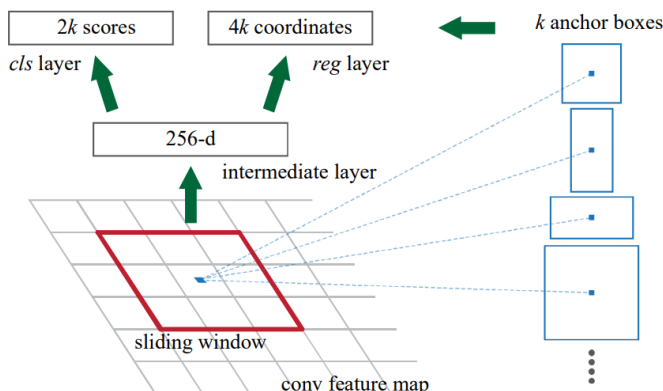 2k scores
4k coordinates
k anchor boxes
cls layer
reg layer
256-d
intermediate layer
sliding window
conv feature map